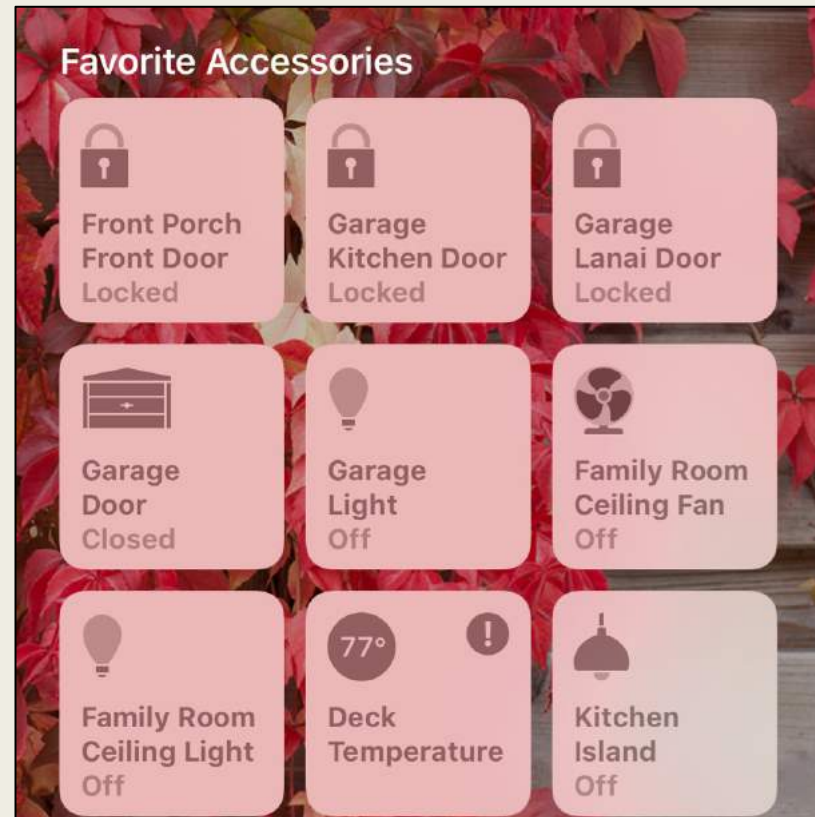 Favorite Accessories
Front Porch
Front Door
Locked
Garage
Kitchen Door
Locked
Garage
Lanai Door
Locked
Garage
Door
Closed
Garage
Light
Off
Family Room
Ceiling Fan
Off
Family Room
Ceiling Light
Off
77°
!
Deck
Temperature
Kitchen
Island
Off